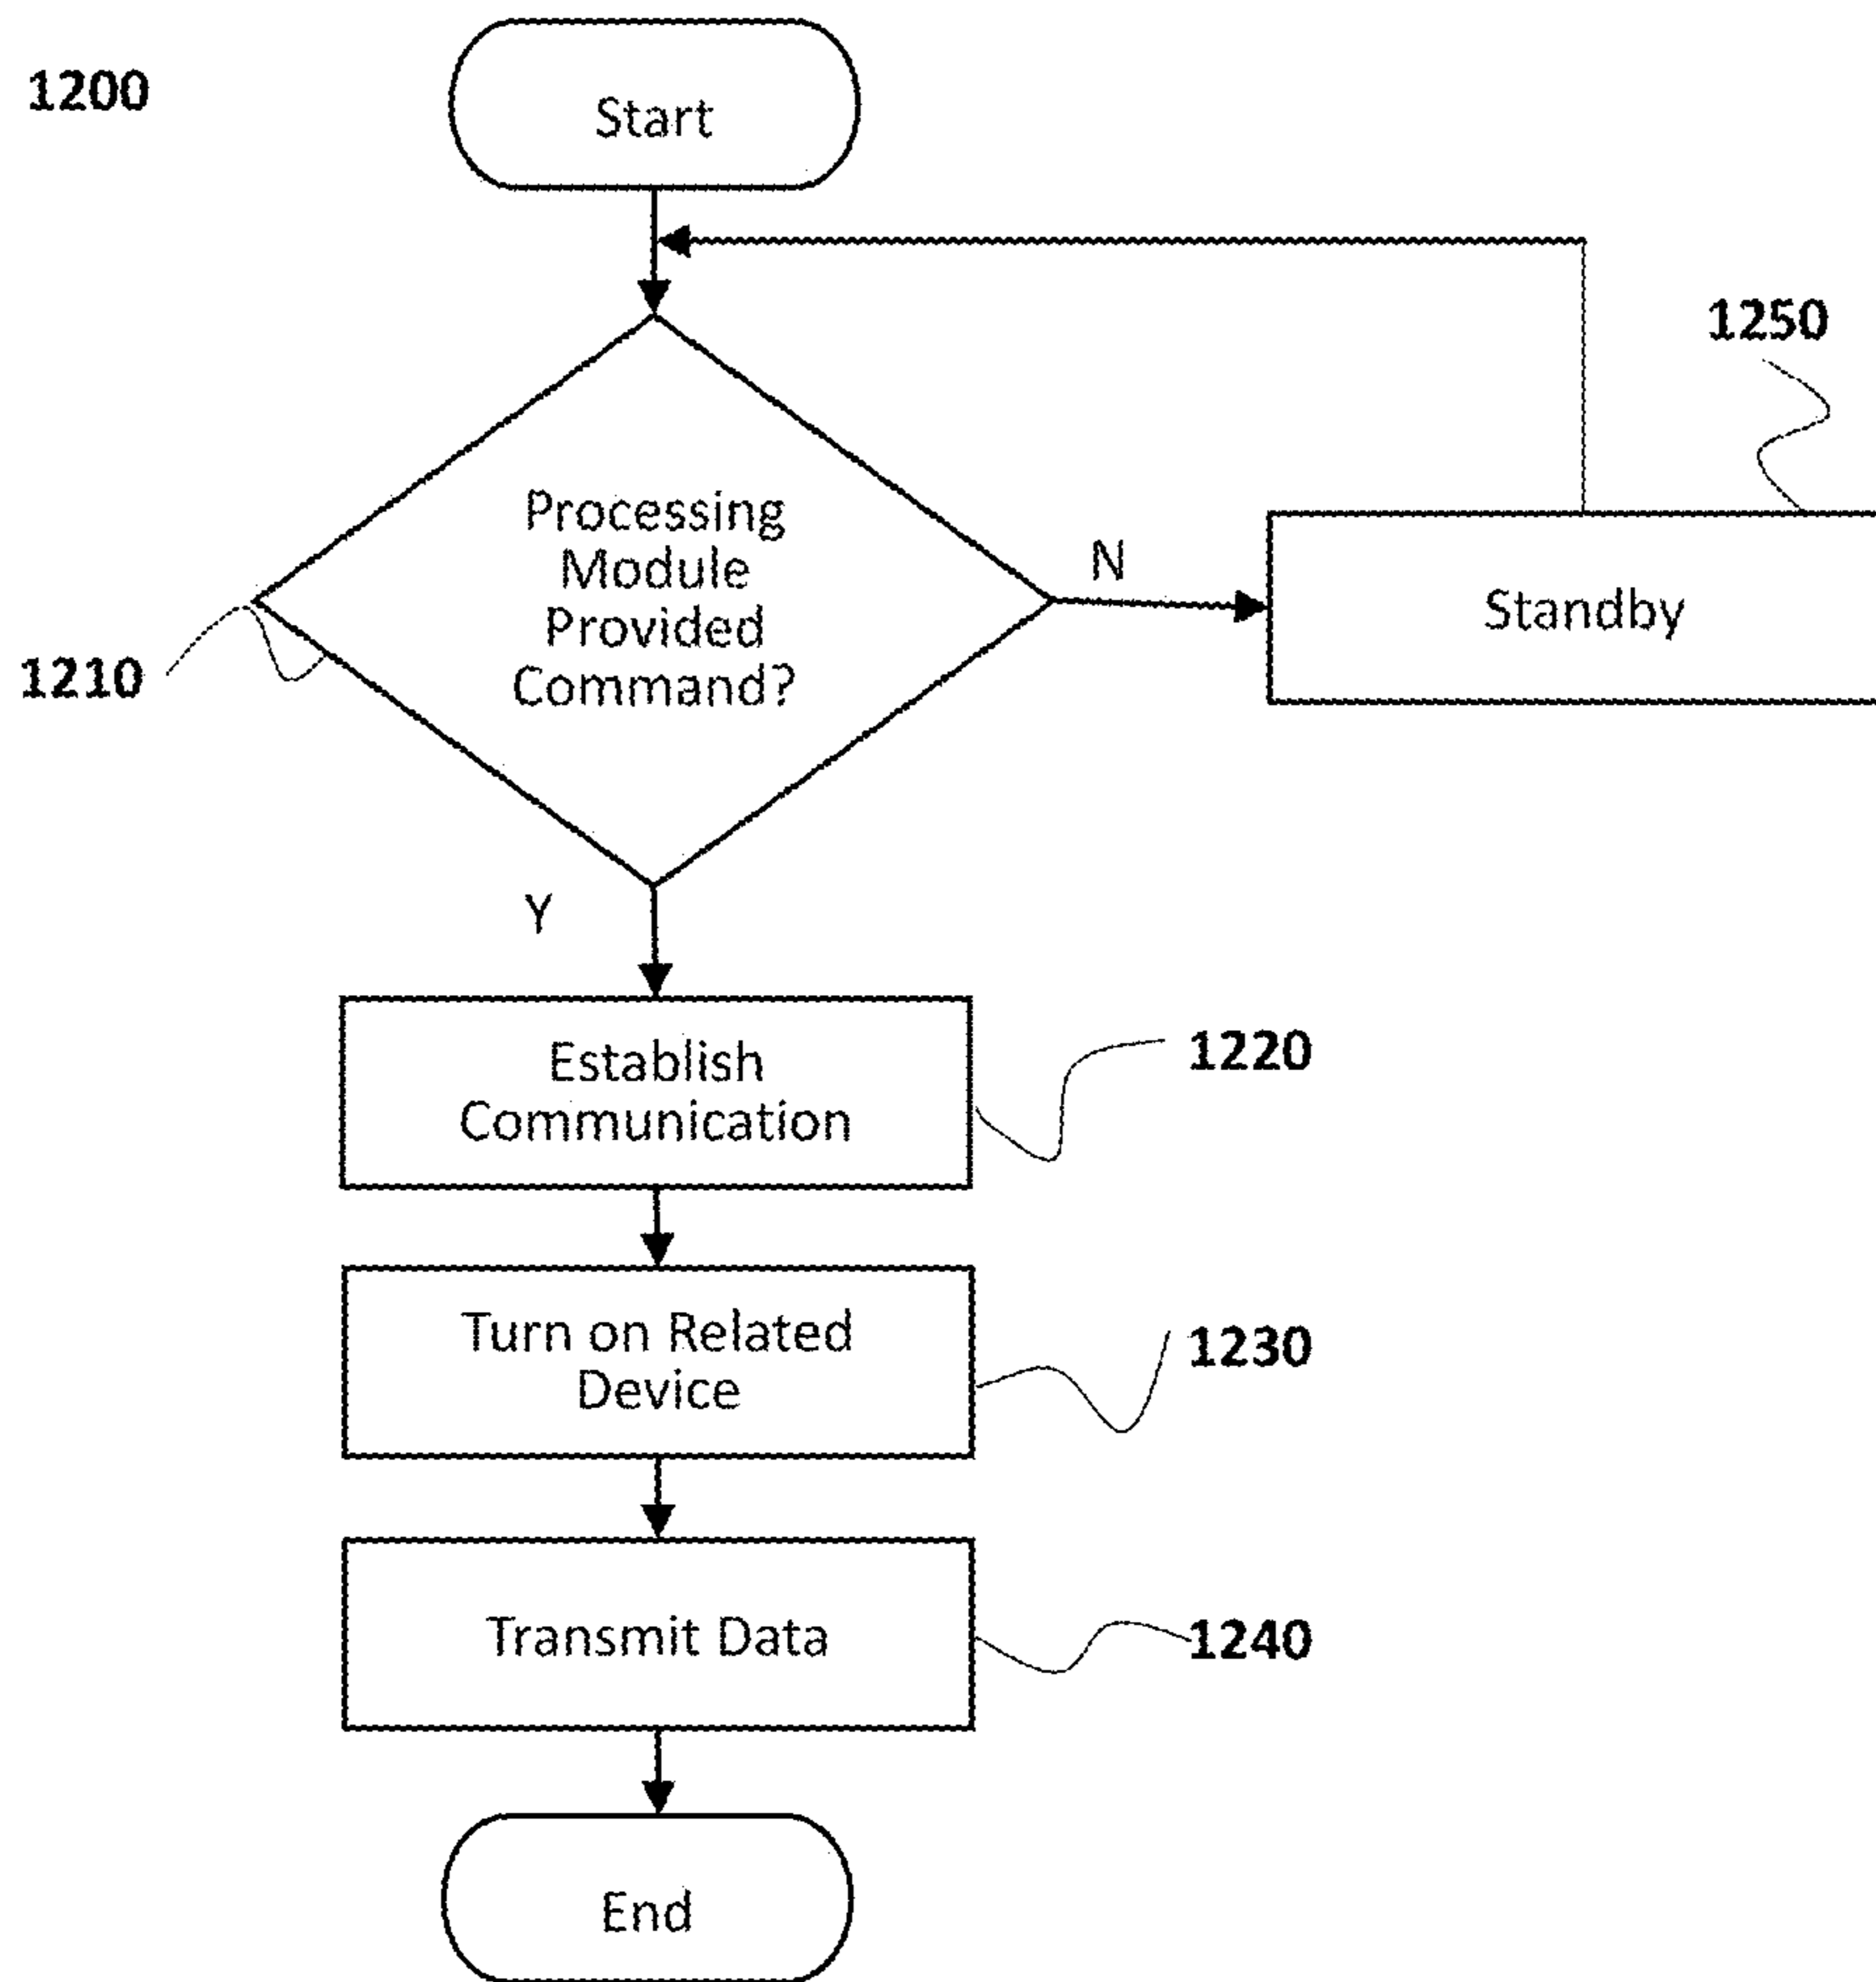 1200
Start
1250
Processing
Module
Provided
Command?
N
Standby
1210
Y
Establish
Communication
1220
Turn on Related
Device
1230
Transmit Data
1240
End